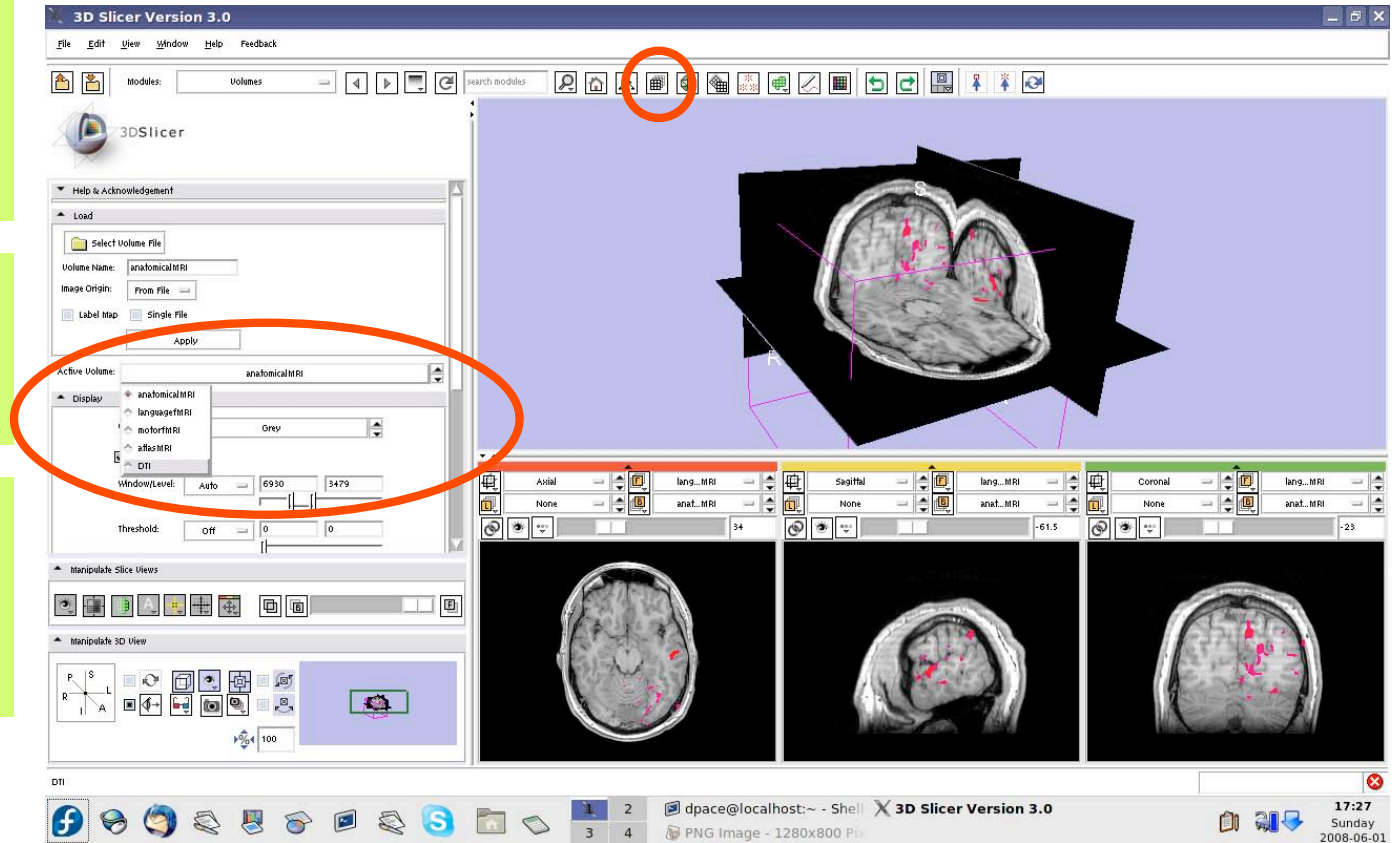 3D Slicer Version 3.0
File Edit View Window Help Feedback
Modules: Volumes search modules
3DSlicer
Help & Acknowledgement
Load
Select Volume File
Volume Name: anatomicalMRI
Image Origin: From File
Label Map Single File
Apply
Active Volume: anatomicalMRI
Display
anatomicalMRI
languagefMRI
motorfMRI
atlasMRI
DTI
Grey
Window/Level: Auto 6930 3479
Threshold: Off 0 0
Manipulate Slice Views
Manipulate 3D View
P S
R L
I A
100
S
R
Axial lang...MRI
None anat...MRI
34
Sagittal lang...MRI
None anat...MRI
-61.5
Coronal lang...MRI
None anat...MRI
-23
DTI
1 2
3 4
dpace@localhost:~ - Shell
3D Slicer Version 3.0
PNG Image - 1280x800
17:27
Sunday
2008-06-01